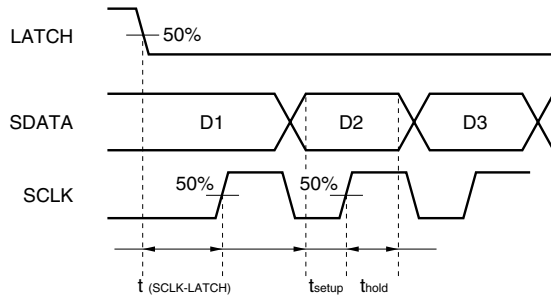 LATCH
50%
SDATA
D1
D2
D3
SCLK
50%
50%
t (SCLK-LATCH)
tsetup
thold